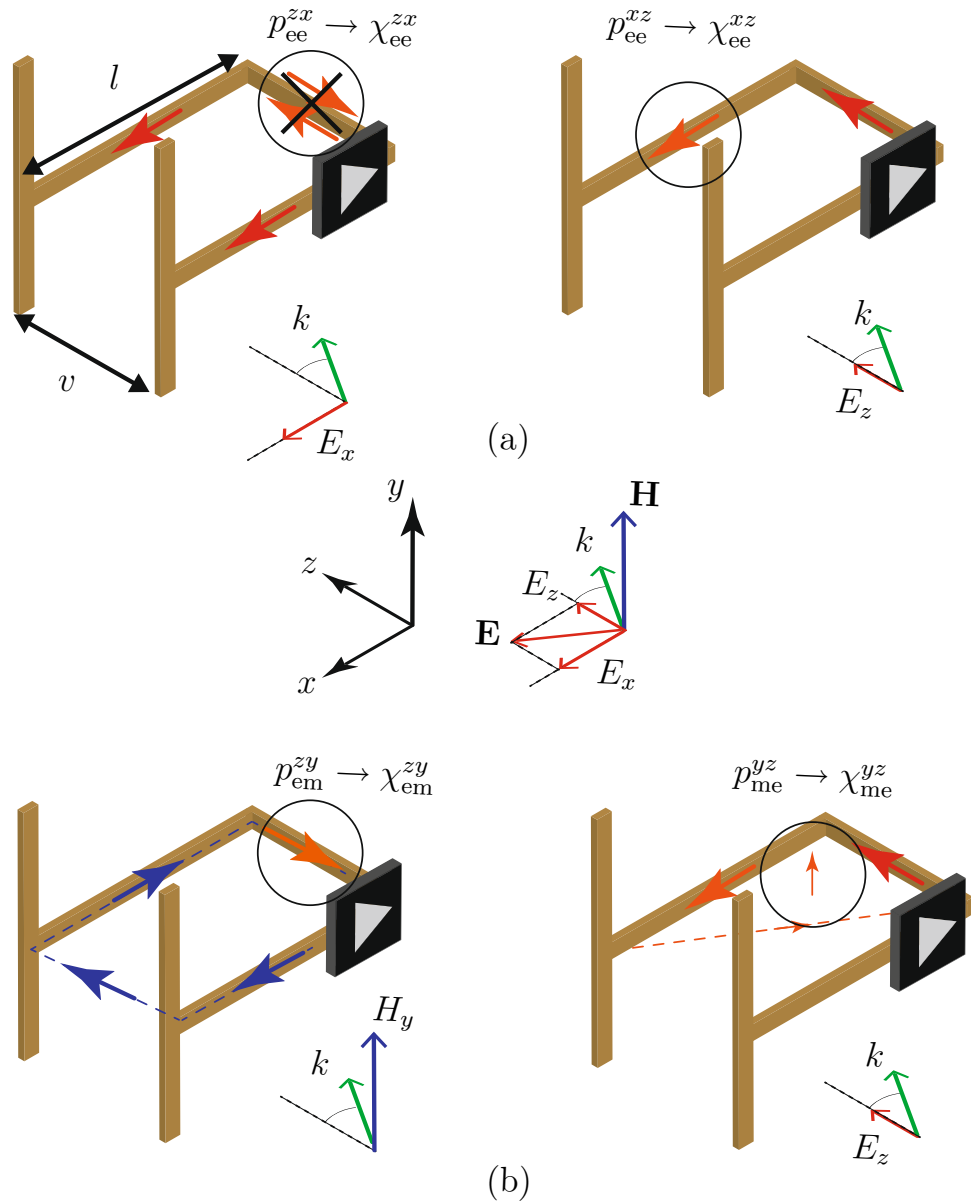 p_ee^zx → χ_ee^zx
p_ee^xz → χ_ee^xz
l
v
k
E_x
k
E_z
(a)
y
z
x
H
k
E_z
E
E_x
p_em^zy → χ_em^zy
p_me^yz → χ_me^yz
H_y
k
k
E_z
(b)